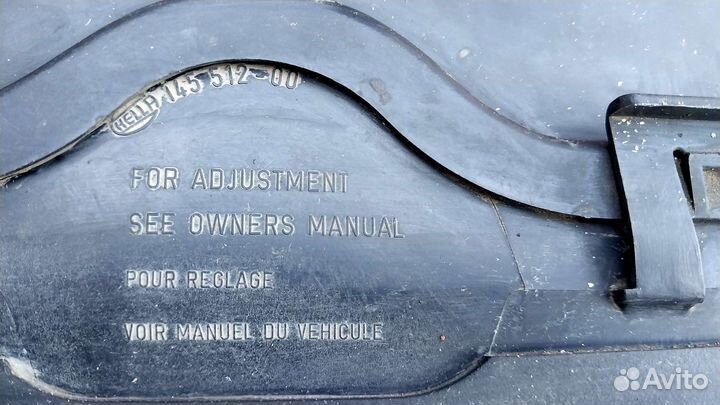 HELLA 145 512-00
FOR ADJUSTMENT
SEE OWNERS MANUAL
POUR REGLAGE
VOIR MANUEL DU VEHICULE
Avito